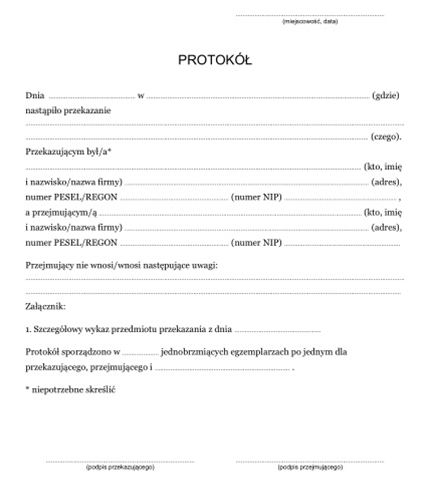 (miejscowość, data)
PROTOKÓŁ
Dnia ................................ w ................................................................ (gdzie)
nastąpiło przekazanie
................................................................................................
................................................................................................ (czego).
Przekazującym był/a*
................................................................................................ (kto, imię
i nazwisko/nazwa firmy) ................................................................ (adres),
numer PESEL/REGON ................................ (numer NIP) ................................ ,
a przejmującym/ą ................................................................ (kto, imię
i nazwisko/nazwa firmy) ................................................................ (adres),
numer PESEL/REGON ................................ (numer NIP) ................................
Przejmujący nie wnosi/wnosi następujące uwagi:
................................................................................................
................................................................................................
Załącznik:
1. Szczegółowy wykaz przedmiotu przekazania z dnia ................................
Protokół sporządzono w .............. jednobrzmiących egzemplarzach po jednym dla
przekazującego, przejmującego i ................................................ .
* niepotrzebne skreślić
(podpis przekazującego) (podpis przejmującego)